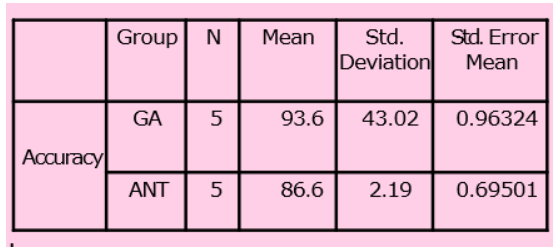 Group N Mean Std. Deviation Std. Error Mean
Accuracy GA 5 93.6 43.02 0.96324
ANT 5 86.6 2.19 0.69501